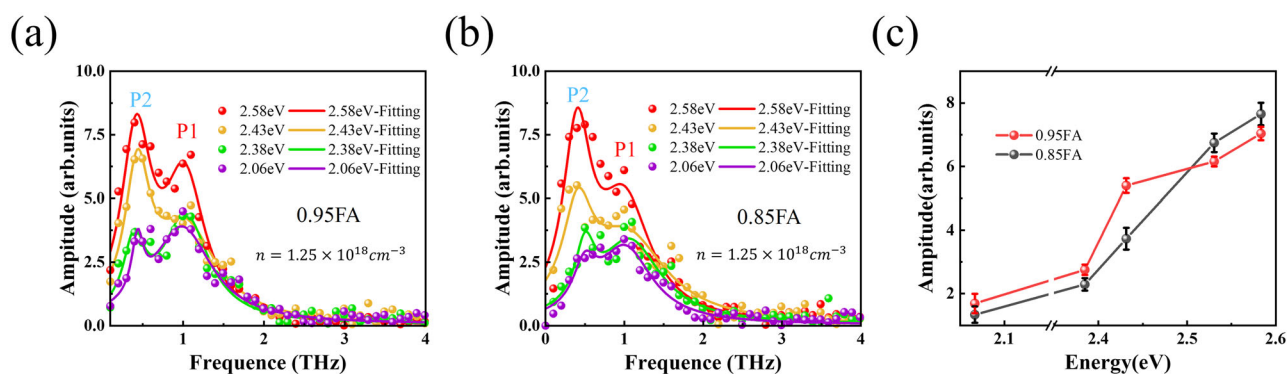 (a)
Ampitude (arb.units)
10.0
7.5
5.0
2.5
0.0
P2
P1
2.58eV 2.58eV-Fitting
2.43eV 2.43eV-Fitting
2.38eV 2.38eV-Fitting
2.06eV 2.06eV-Fitting
0.95FA
n = 1.25 × 10^18 cm^−3
1 2 3 4
Frequence (THz)
(b)
Ampitude (arb.units)
10.0
7.5
5.0
2.5
0.0
P2
P1
2.58eV 2.58eV-Fitting
2.43eV 2.43eV-Fitting
2.38eV 2.38eV-Fitting
2.06eV 2.06eV-Fitting
0.85FA
n = 1.25 × 10^18 cm^−3
0 1 2 3 4
Frequence (THz)
(c)
Amplitude(arb.units)
8
6
4
2
0.95FA
0.85FA
2.1 2.4 2.5 2.6
Energy(eV)